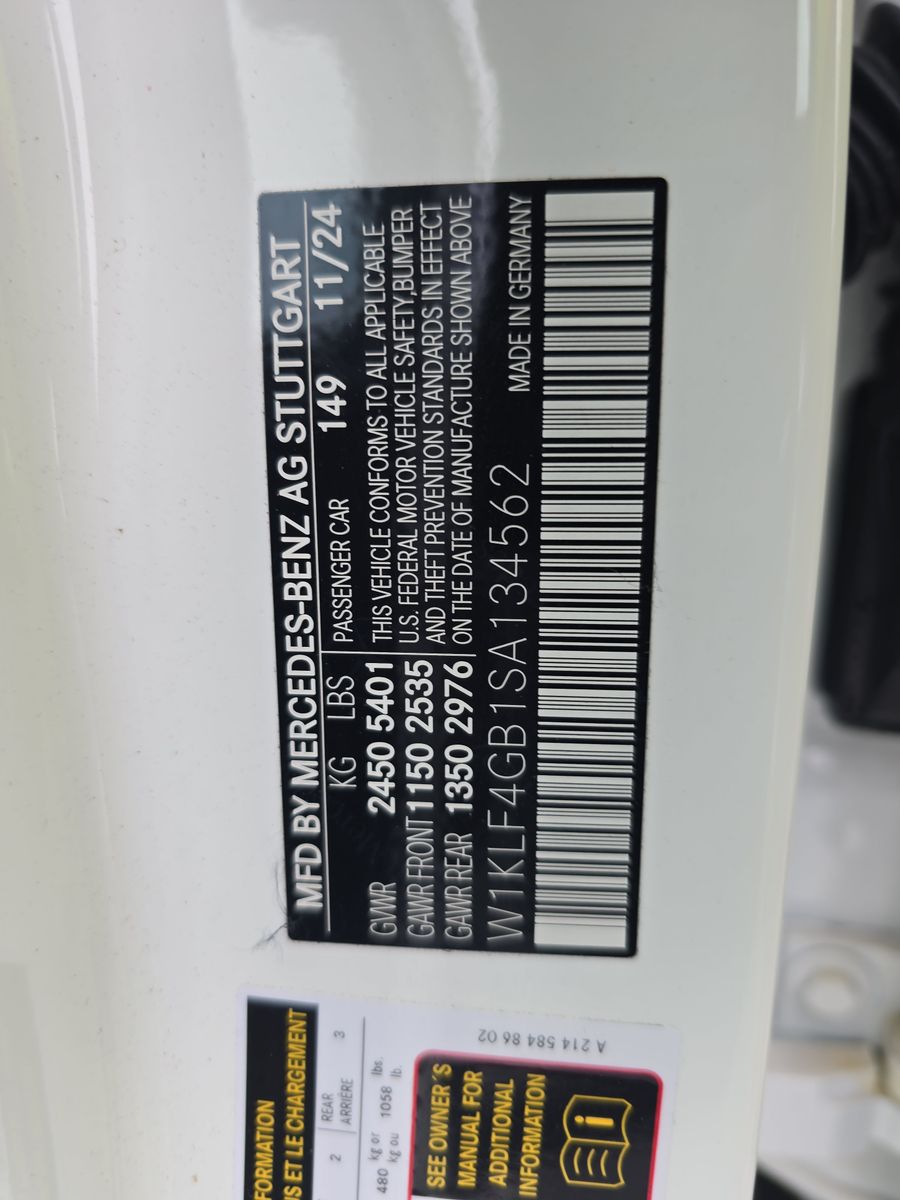 MFD BY MERCEDES-BENZ AG STUTTGART
KG LBS PASSENGER CAR 149 11/24
GVWR 2450 5401 THIS VEHICLE CONFORMS TO ALL APPLICABLE
GAWR FRONT 1150 2535 U.S. FEDERAL MOTOR VEHICLE SAFETY,BUMPER
GAWR REAR 1350 2976 AND THEFT PREVENTION STANDARDS IN EFFECT
ON THE DATE OF MANUFACTURE SHOWN ABOVE
W1KLF4GB1SA134562 MADE IN GERMANY
FORMATION
S ET LE CHARGEMENT
2 REAR ARRIÈRE 3
480 kg or kg ou 1058 lbs. lb.
SEE OWNER'S
MANUAL FOR
ADDITIONAL
INFORMATION
A 214 584 86 02